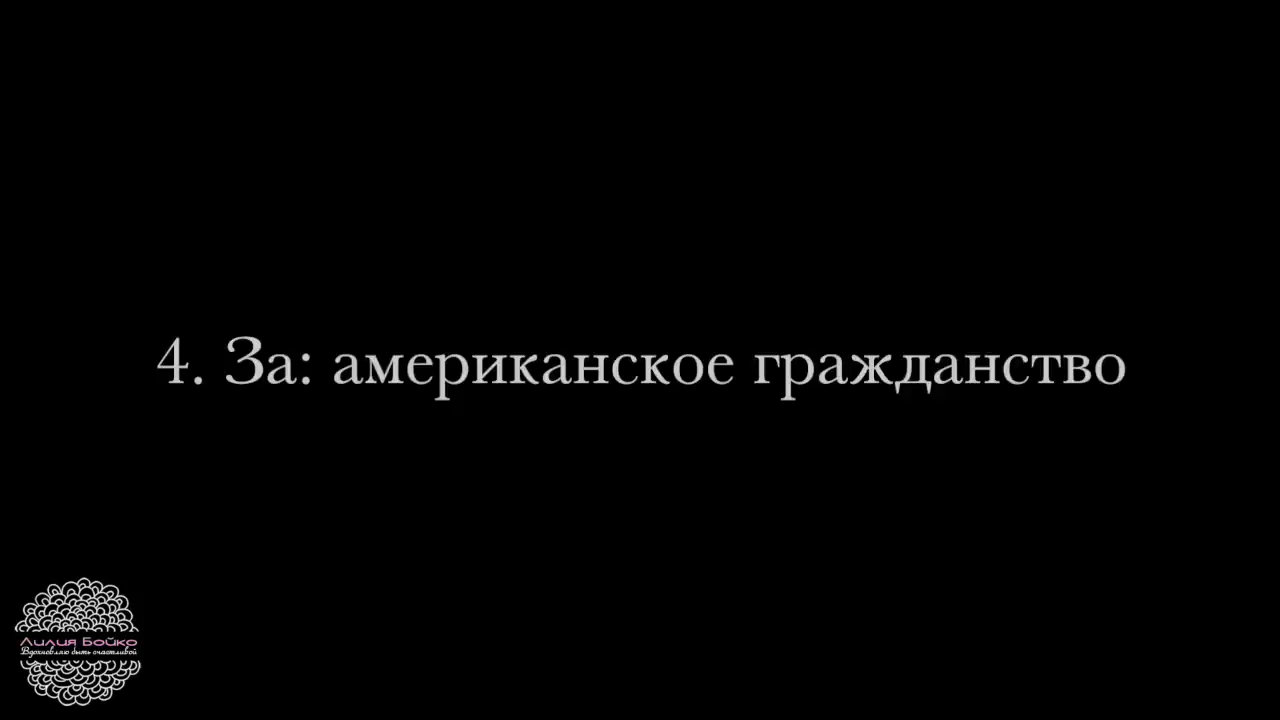 4. За: американское гражданство
Лилия Бойко
Вдохновляю быть счастливой